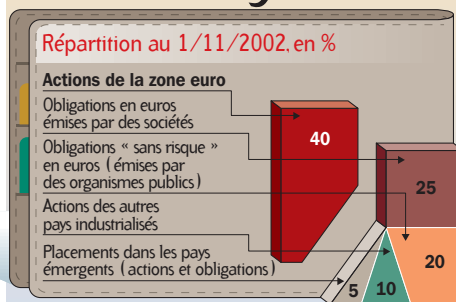 Répartition au 1/11/2002, en %
Actions de la zone euro
Obligations en euros
émises par des sociétés
Obligations « sans risque »
en euros (émises par
des organismes publics)
Actions des autres
pays industrialisés
Placements dans les pays
émergents (actions et obligations)
40
25
20
5
10